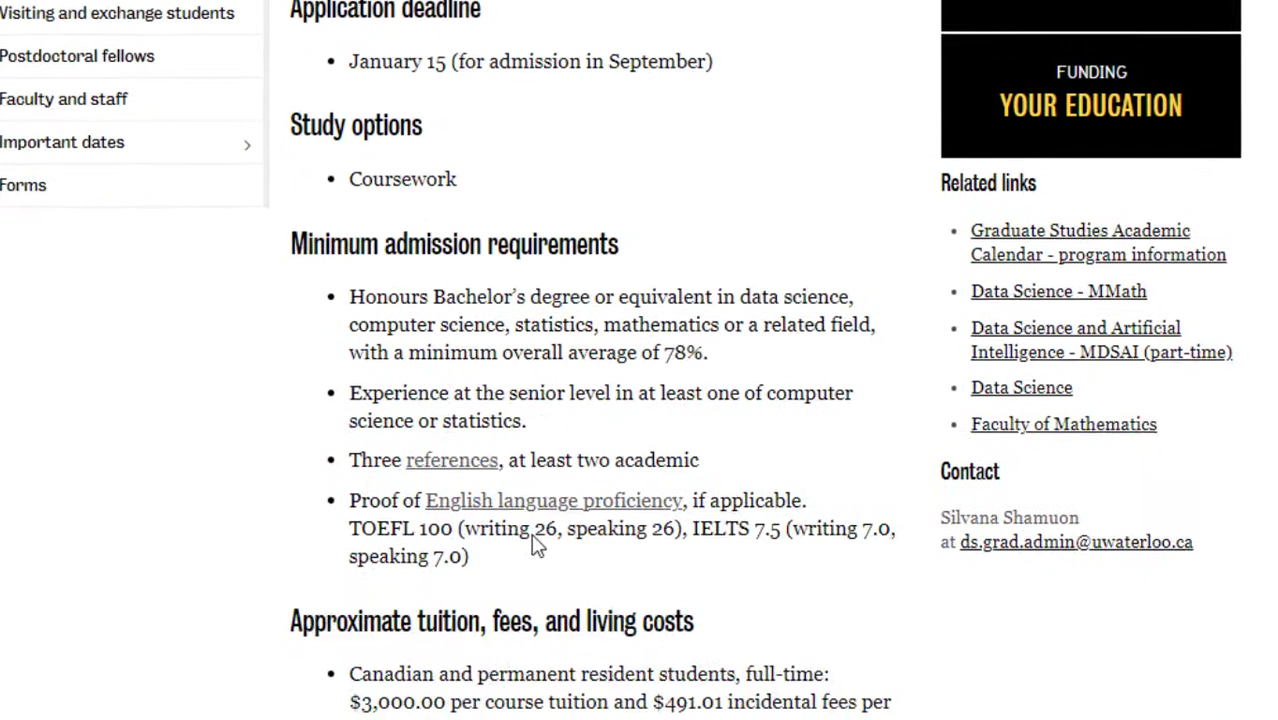 Visiting and exchange students
Postdoctoral fellows
Faculty and staff
Important dates
Forms
Application deadline
• January 15 (for admission in September)
Study options
• Coursework
Minimum admission requirements
• Honours Bachelor’s degree or equivalent in data science,
computer science, statistics, mathematics or a related field,
with a minimum overall average of 78%.
• Experience at the senior level in at least one of computer
science or statistics.
• Three references, at least two academic
• Proof of English language proficiency, if applicable.
TOEFL 100 (writing 26, speaking 26), IELTS 7.5 (writing 7.0,
speaking 7.0)
Approximate tuition, fees, and living costs
• Canadian and permanent resident students, full-time:
$3,000.00 per course tuition and $491.01 incidental fees per
FUNDING
YOUR EDUCATION
Related links
• Graduate Studies Academic
Calendar - program information
• Data Science - MMath
• Data Science and Artificial
Intelligence - MDSAI (part-time)
• Data Science
• Faculty of Mathematics
Contact
Silvana Shamuon
at ds.grad.admin@uwaterloo.ca